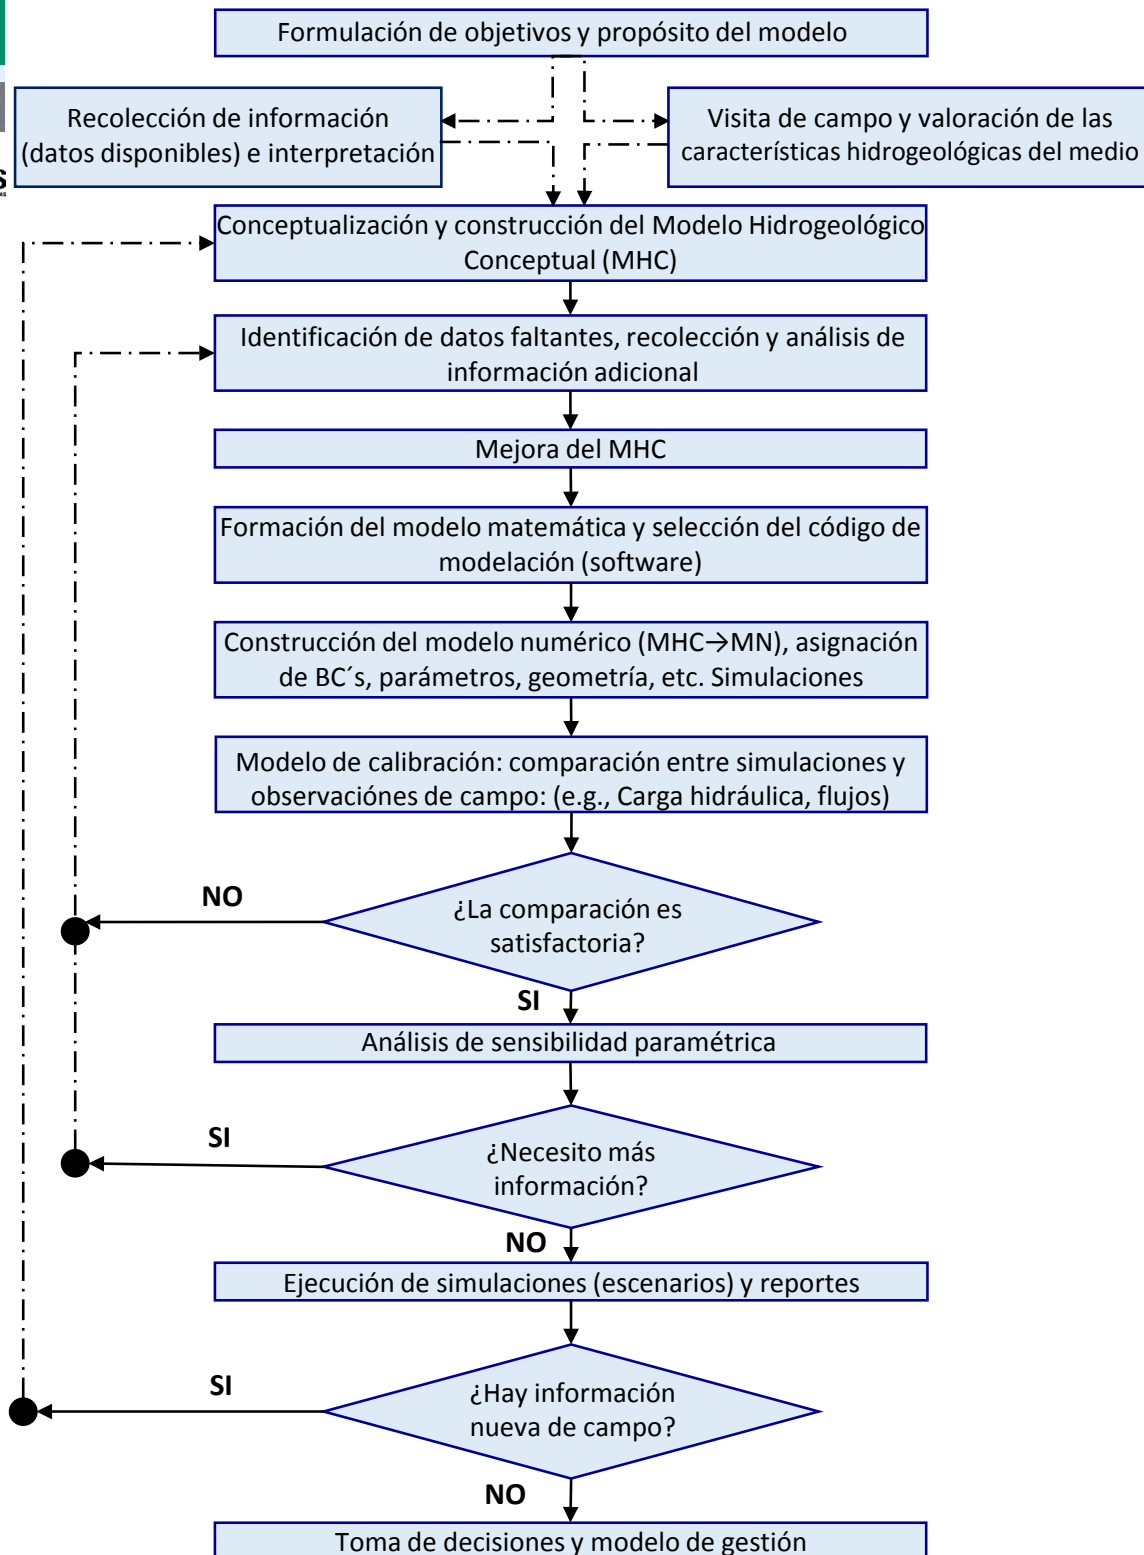 Formulación de objetivos y propósito del modelo
Recolección de información
(datos disponibles) e interpretación
Visita de campo y valoración de las
características hidrogeológicas del medio
Conceptualización y construcción del Modelo Hidrogeológico
Conceptual (MHC)
Identificación de datos faltantes, recolección y análisis de
información adicional
Mejora del MHC
Formación del modelo matemática y selección del código de
modelación (software)
Construcción del modelo numérico (MHC→MN), asignación
de BC´s, parámetros, geometría, etc. Simulaciones
Modelo de calibración: comparación entre simulaciones y
observaciónes de campo: (e.g., Carga hidráulica, flujos)
NO
¿La comparación es
satisfactoria?
SI
Análisis de sensibilidad paramétrica
SI
¿Necesito más
información?
NO
Ejecución de simulaciones (escenarios) y reportes
SI
¿Hay información
nueva de campo?
NO
Toma de decisiones y modelo de gestión